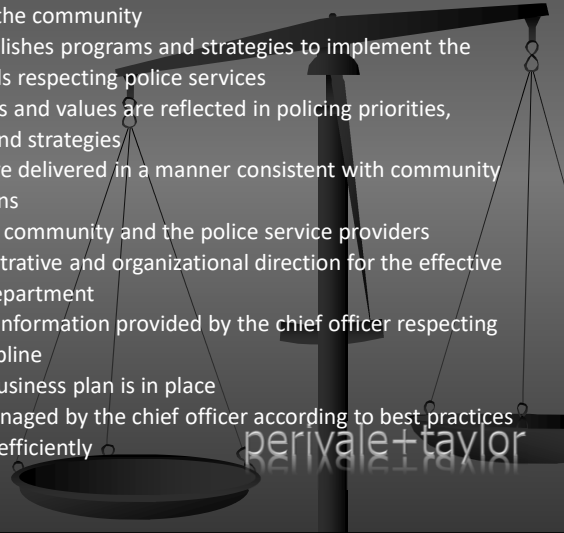 the community
lishes programs and strategies to implement the
ls respecting police services
s and values are reflected in policing priorities,
nd strategies
re delivered in a manner consistent with community
ns
community and the police service providers
trative and organizational direction for the effective
epartment
information provided by the chief officer respecting
pline
usiness plan is in place
naged by the chief officer according to best practices
efficiently
perivale+taylor